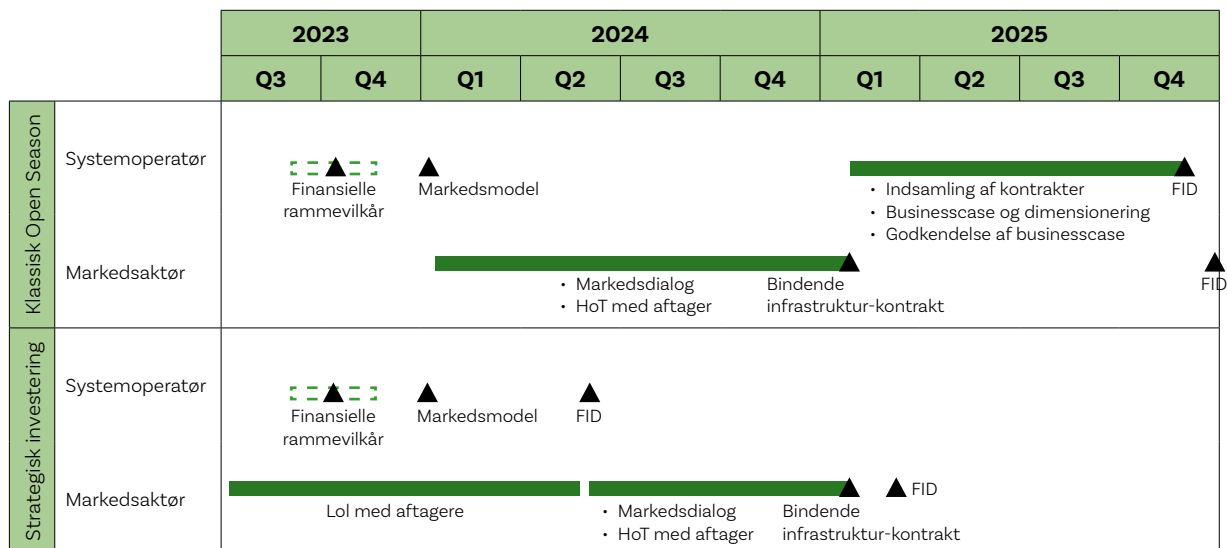 2023 2024 2025
Q3 Q4 Q1 Q2 Q3 Q4 Q1 Q2 Q3 Q4
Klassisk Open Season
Systemoperatør
Finansielle
rammevilkår
Markedsmodel
• Indsamling af kontrakter
• Businesscase og dimensionering
• Godkendelse af businesscase
FID
Markedsaktør
• Markedsdialog
• HoT med aftager
Bindende
infrastruktur-kontrakt
FID
Strategisk investering
Systemoperatør
Finansielle
rammevilkår
Markedsmodel
FID
Markedsaktør
LoI med aftagere
• Markedsdialog
• HoT med aftager
Bindende
infrastruktur-kontrakt
FID